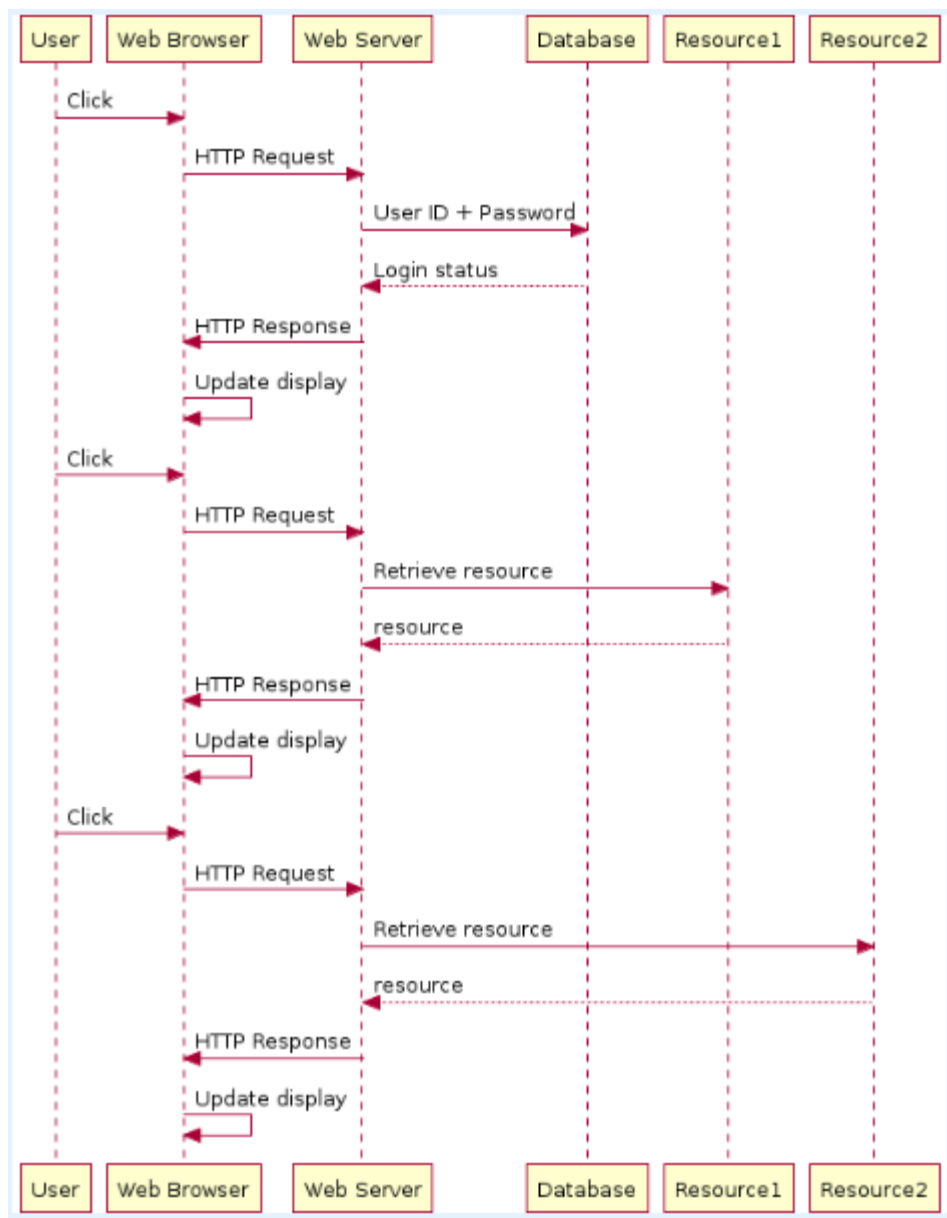 User Web Browser Web Server Database Resource1 Resource2
Click
HTTP Request
User ID + Password
Login status
HTTP Response
Update display
Click
HTTP Request
Retrieve resource
resource
HTTP Response
Update display
Click
HTTP Request
Retrieve resource
resource
HTTP Response
Update display
User Web Browser Web Server Database Resource1 Resource2